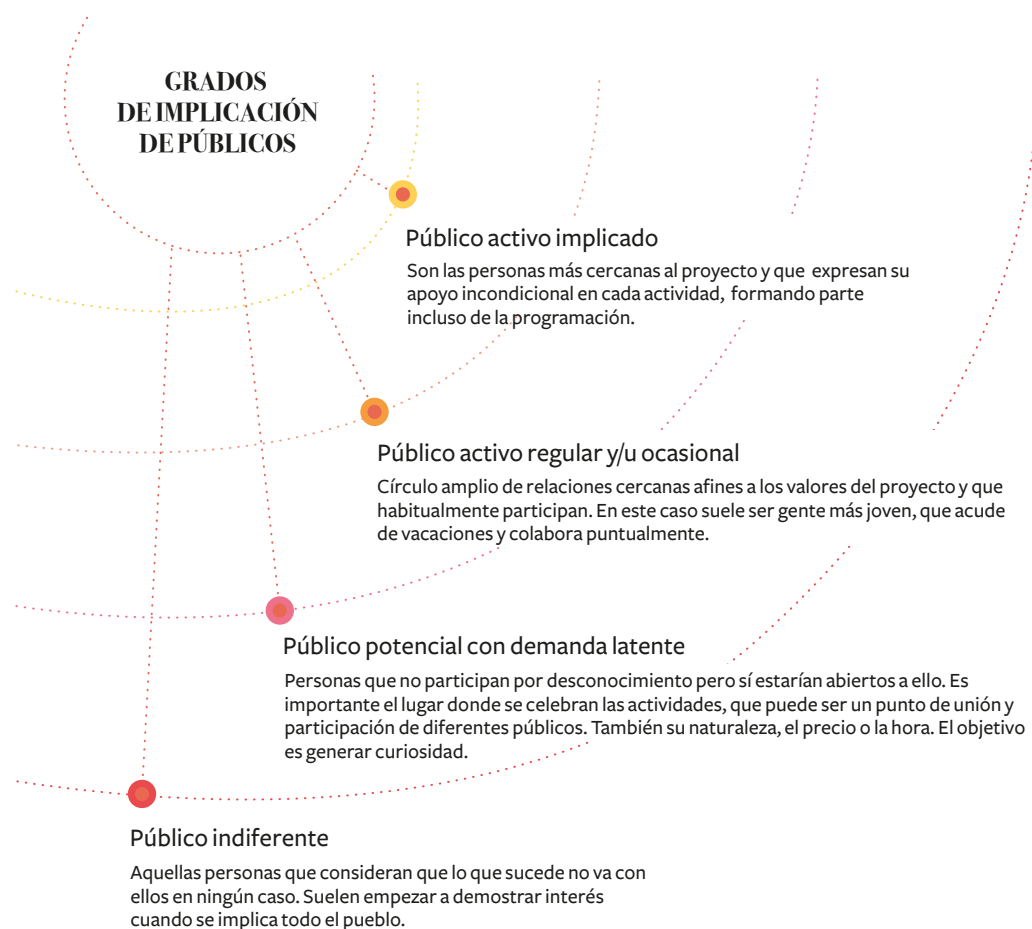 GRADOS
DE IMPLICACIÓN
DE PÚBLICOS
Público activo implicado
Son las personas más cercanas al proyecto y que expresan su
apoyo incondicional en cada actividad, formando parte
incluso de la programación.
Público activo regular y/u ocasional
Círculo amplio de relaciones cercanas afines a los valores del proyecto y que
habitualmente participan. En este caso suele ser gente más joven, que acude
de vacaciones y colabora puntualmente.
Público potencial con demanda latente
Personas que no participan por desconocimiento pero sí estarían abiertos a ello. Es
importante el lugar donde se celebran las actividades, que puede ser un punto de unión y
participación de diferentes públicos. También su naturaleza, el precio o la hora. El objetivo
es generar curiosidad.
Público indiferente
Aquellas personas que consideran que lo que sucede no va con
ellos en ningún caso. Suelen empezar a demostrar interés
cuando se implica todo el pueblo.